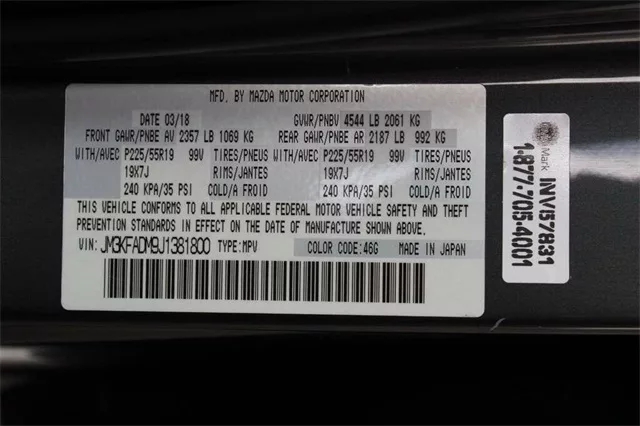 MFD. BY MAZDA MOTOR CORPORATION
DATE 03/18 GVWR/PNBV 4544 LB 2061 KG
FRONT GAWR/PNBE AV 2357 LB 1069 KG REAR GAWR/PNBE AR 2187 LB 992 KG
WITH/AVEC P225/55R19 99V TIRES/PNEUS WITH/AVEC P225/55R19 99V TIRES/PNEUS
19X7J RIMS/JANTES 19X7J RIMS/JANTES
240 KPA/35 PSI COLD/A FROID 240 KPA/35 PSI COLD/A FROID
THIS VEHICLE CONFORMS TO ALL APPLICABLE FEDERAL MOTOR VEHICLE SAFETY AND THEFT
PREVENTION STANDARDS IN EFFECT ON THE DATE OF MANUFACTURE SHOWN ABOVE.
VIN: JM3KFADM9J1381800 TYPE:MPV COLOR CODE:46G MADE IN JAPAN
Mark
INVI57831
1-877-705-4001